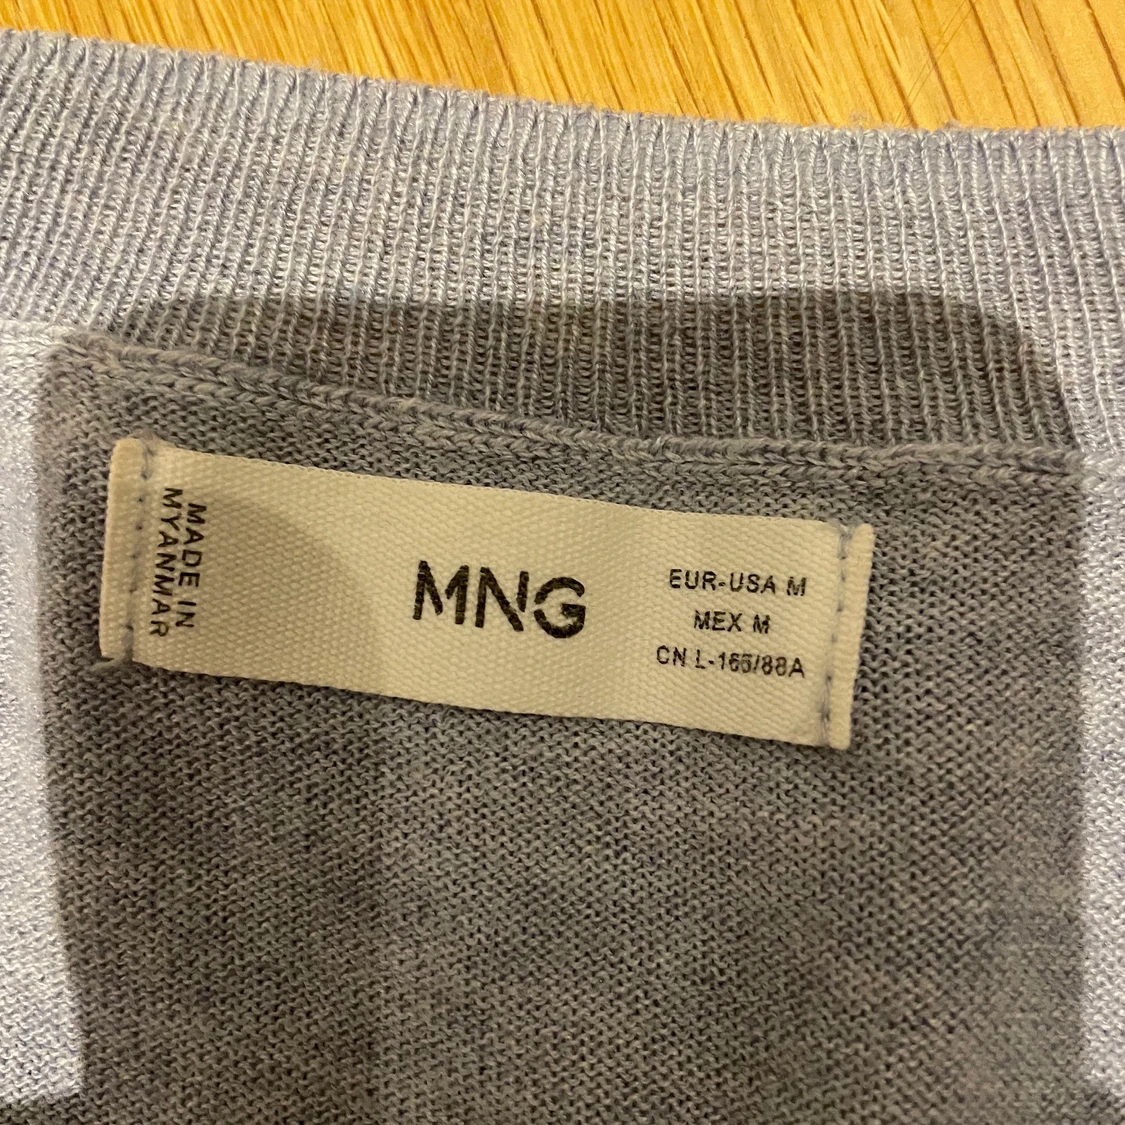 MADE IN
MYANMAR
MNG
EUR-USA M
MEX M
CN L-165/88A